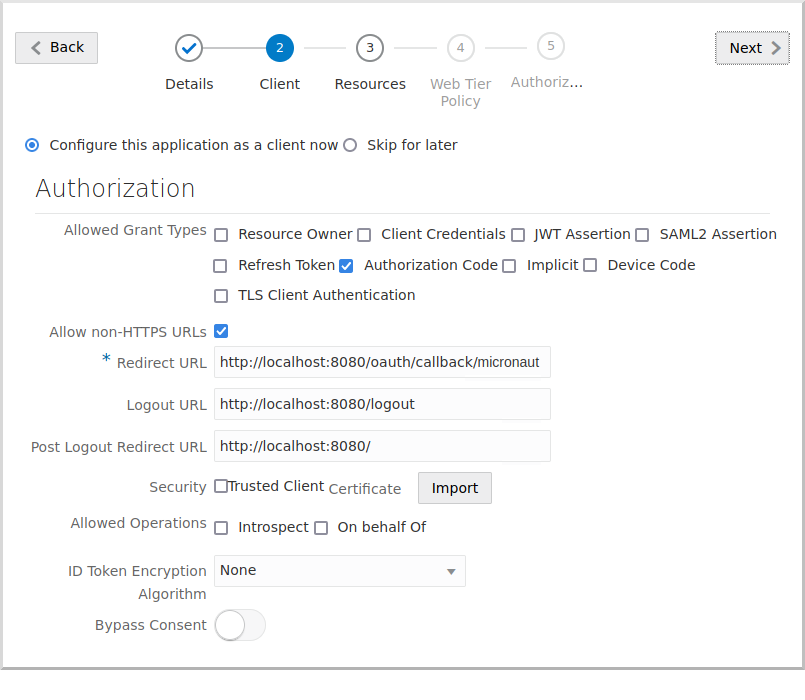 Back
2
3
4
5
Next
Details
Client
Resources
Web Tier
Policy
Authoriz...
Configure this application as a client now
Skip for later
Authorization
Allowed Grant Types Resource Owner Client Credentials JWT Assertion SAML2 Assertion
Refresh Token Authorization Code Implicit Device Code
TLS Client Authentication
Allow non-HTTPS URLs
* Redirect URL http://localhost:8080/oauth/callback/micronaut
Logout URL http://localhost:8080/logout
Post Logout Redirect URL http://localhost:8080/
Security Trusted Client Certificate Import
Allowed Operations Introspect On behalf Of
ID Token Encryption None
Algorithm
Bypass Consent